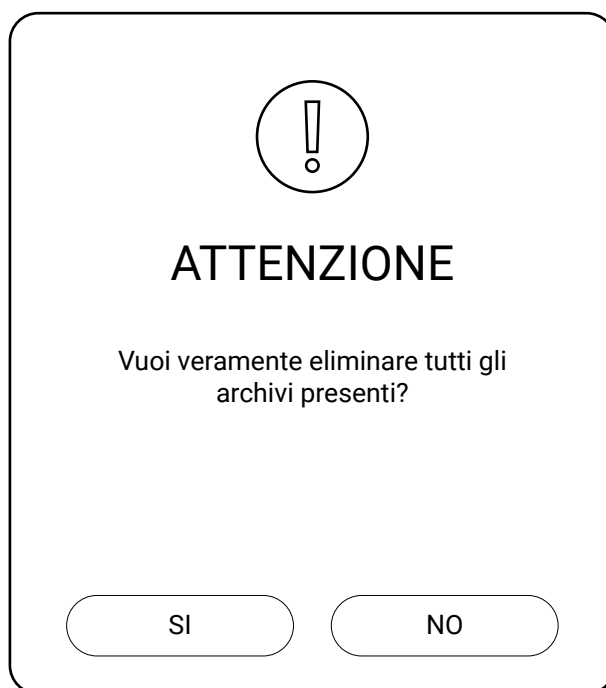 ATTENZIONE
Vuoi veramente eliminare tutti gli
archivi presenti?
SI
NO